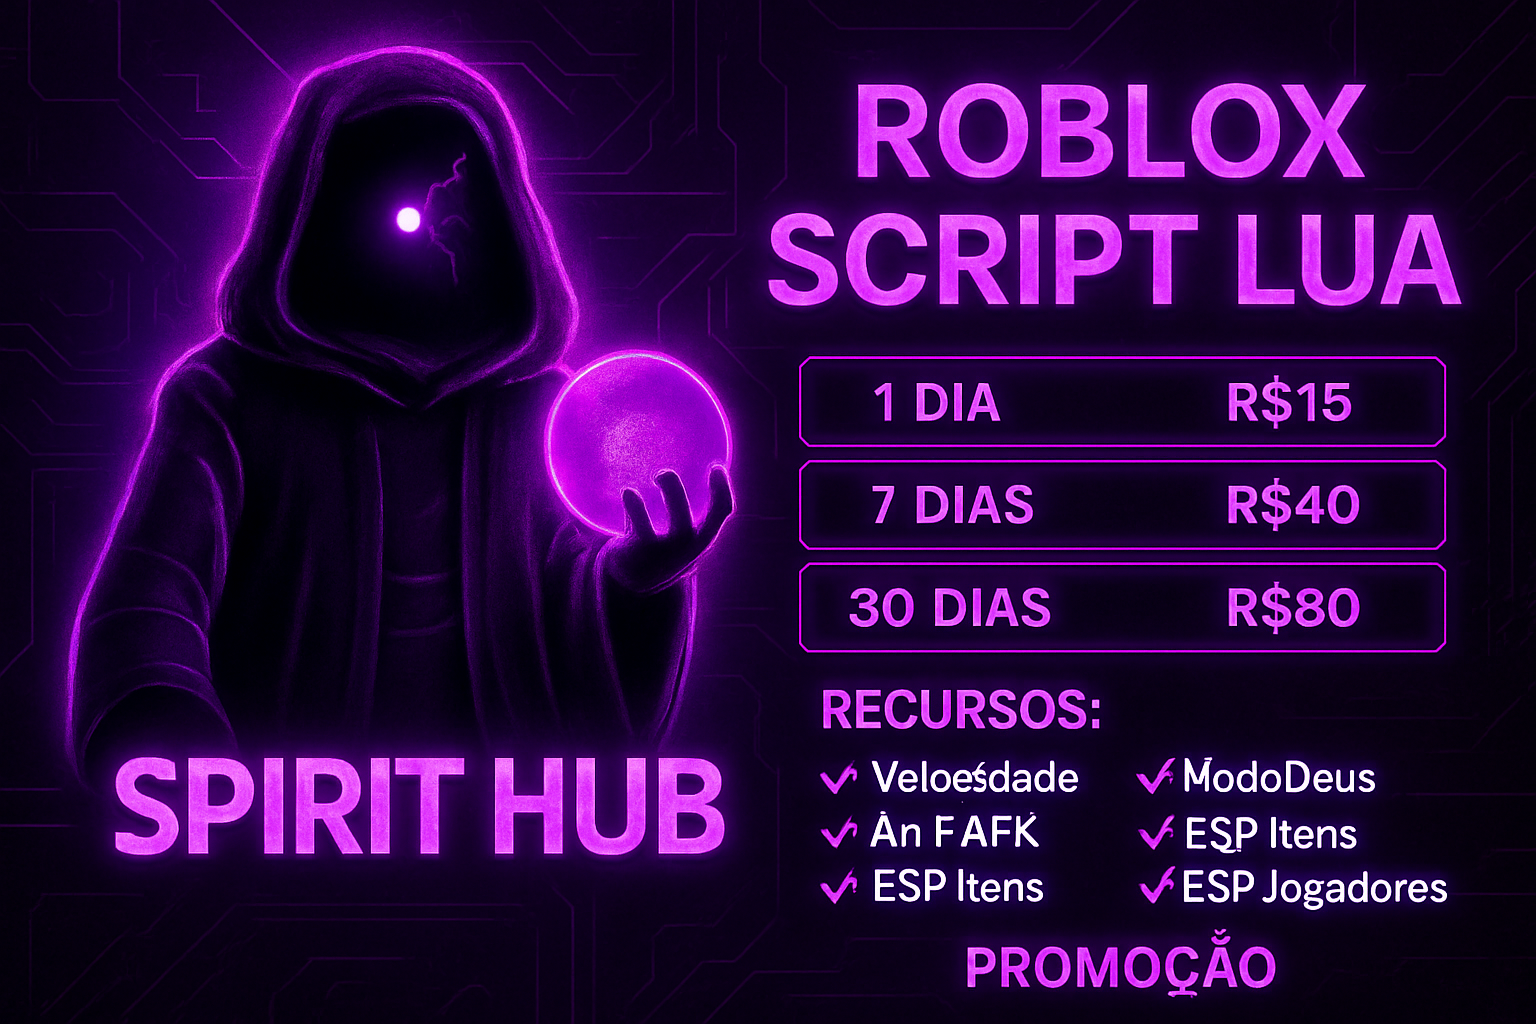 ROBLOX
SCRIPT LUA
1 DIA R$15
7 DIAS R$40
30 DIAS R$80
RECURSOS:
ModoDeus
AFK
ESP Itens
ESP Itens
ESP Jogadores
PROMOÇÃO
SPIRIT HUB